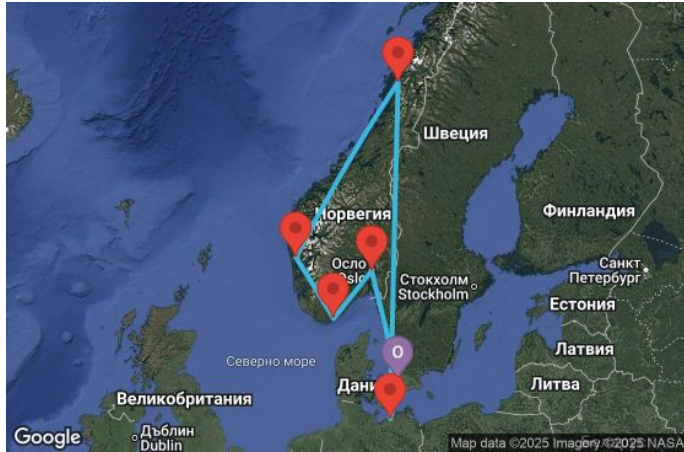 Швеция
Норвегия
Финландия
Осло
Oslo
Санкт
Петербург
Стокхолм
Stockholm
Естония
Северно море
Латвия
Дани
Литва
Великобритания
Дъблин
Dublin
O
Google
Map data ©2025 Imagery ©2025 NASA